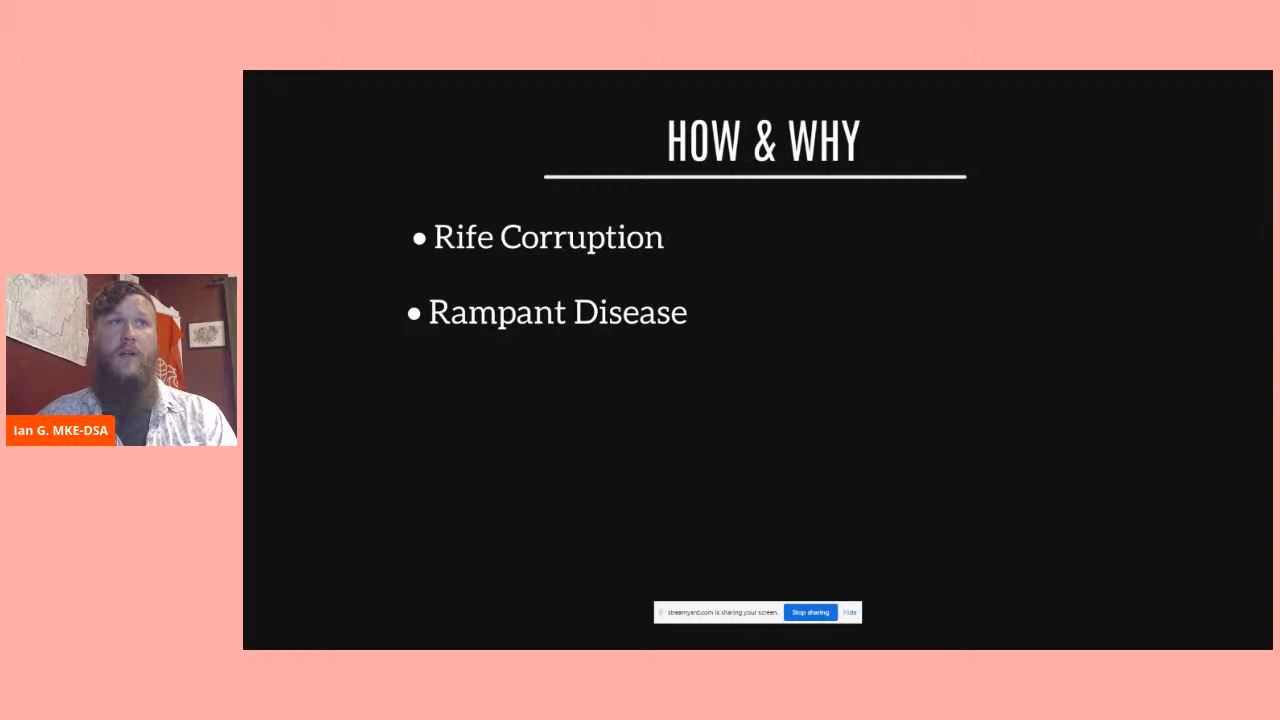 HOW & WHY
• Rife Corruption
• Rampant Disease
Ian G. MKE-DSA
streamyard.com is sharing your screen. Stop sharing Hide